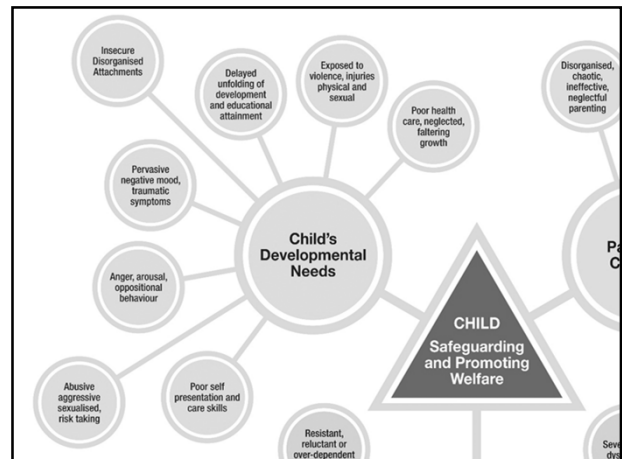 Insecure
Disorganised
Attachments
Delayed
unfolding of
development
and educational
attainment
Exposed to
violence, injuries
physical and
sexual
Poor health
care, neglected,
faltering
growth
Disorganised,
chaotic,
ineffective,
neglectful
parenting
Pervasive
negative mood,
traumatic
symptoms
Child's
Developmental
Needs
Anger, arousal,
oppositional
behaviour
CHILD
Safeguarding
and Promoting
Welfare
Abusive
aggressive
sexualised,
risk taking
Poor self
presentation and
care skills
Resistant,
reluctant or
over-dependent